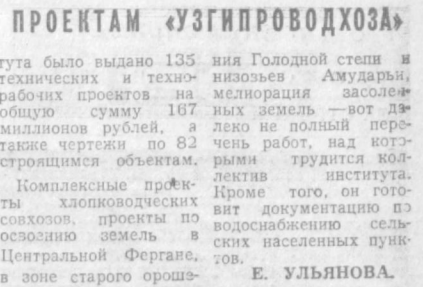 ПРОЕКТАМ «УЗГИПРОВОДХОЗА»
тута было выдано 135
технических и техно-
рабочих проектов на
общую сумму 167
миллионов рублей, а
также чертежи по 82
строящимся объектам.
Комплексные проек-
ты хлопководческих
совхозов, проекты по
освоению земель в
Центральной Фергане,
в зоне старого ороше-
ния Голодной степи и
низовьев Амударьи,
мелиорация засолен-
ных земель —вот да-
леко не полный пере-
чень работ, над кото-
рыми трудится кол-
лектив института.
Кроме того, он гото-
вит документацию по
водоснабжению сель-
ских населенных пунк-
тов.
Е. УЛЬЯНОВА.